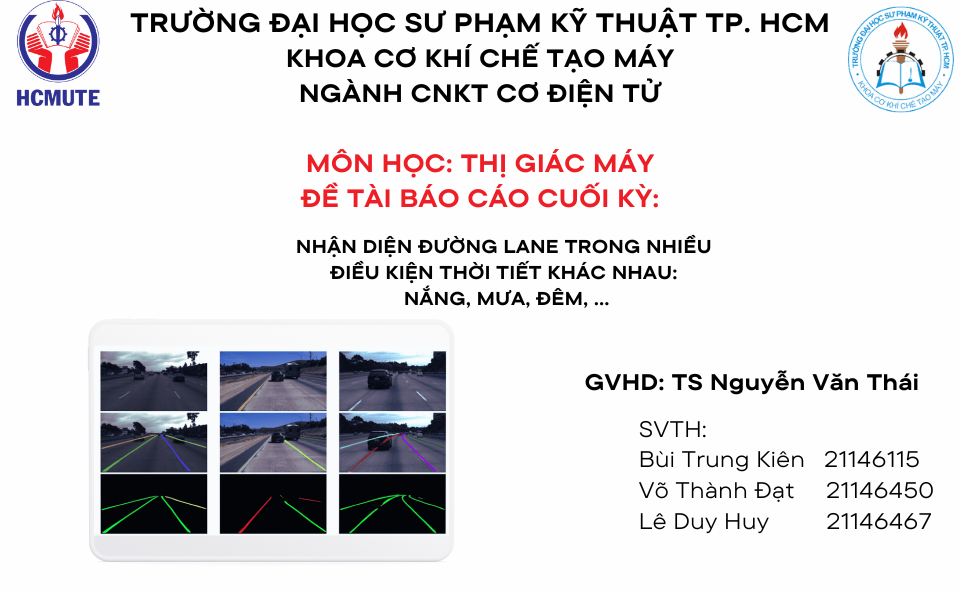 TRƯỜNG ĐẠI HỌC SƯ PHẠM KỸ THUẬT TP. HCM
KHOA CƠ KHÍ CHẾ TẠO MÁY
NGÀNH CNKT CƠ ĐIỆN TỬ
HCMUTE
TRƯỜNG ĐẠI HỌC SƯ PHẠM KỸ THUẬT TP. HCM
KHOA CƠ KHÍ CHẾ TẠO MÁY
MÔN HỌC: THỊ GIÁC MÁY
ĐỀ TÀI BÁO CÁO CUỐI KỲ:
NHẬN DIỆN ĐƯỜNG LANE TRONG NHIỀU
ĐIỀU KIỆN THỜI TIẾT KHÁC NHAU:
NẮNG, MƯA, ĐÊM, ...
GVHD: TS Nguyễn Văn Thái
SVTH:
Bùi Trung Kiên 21146115
Võ Thành Đạt 21146450
Lê Duy Huy 21146467